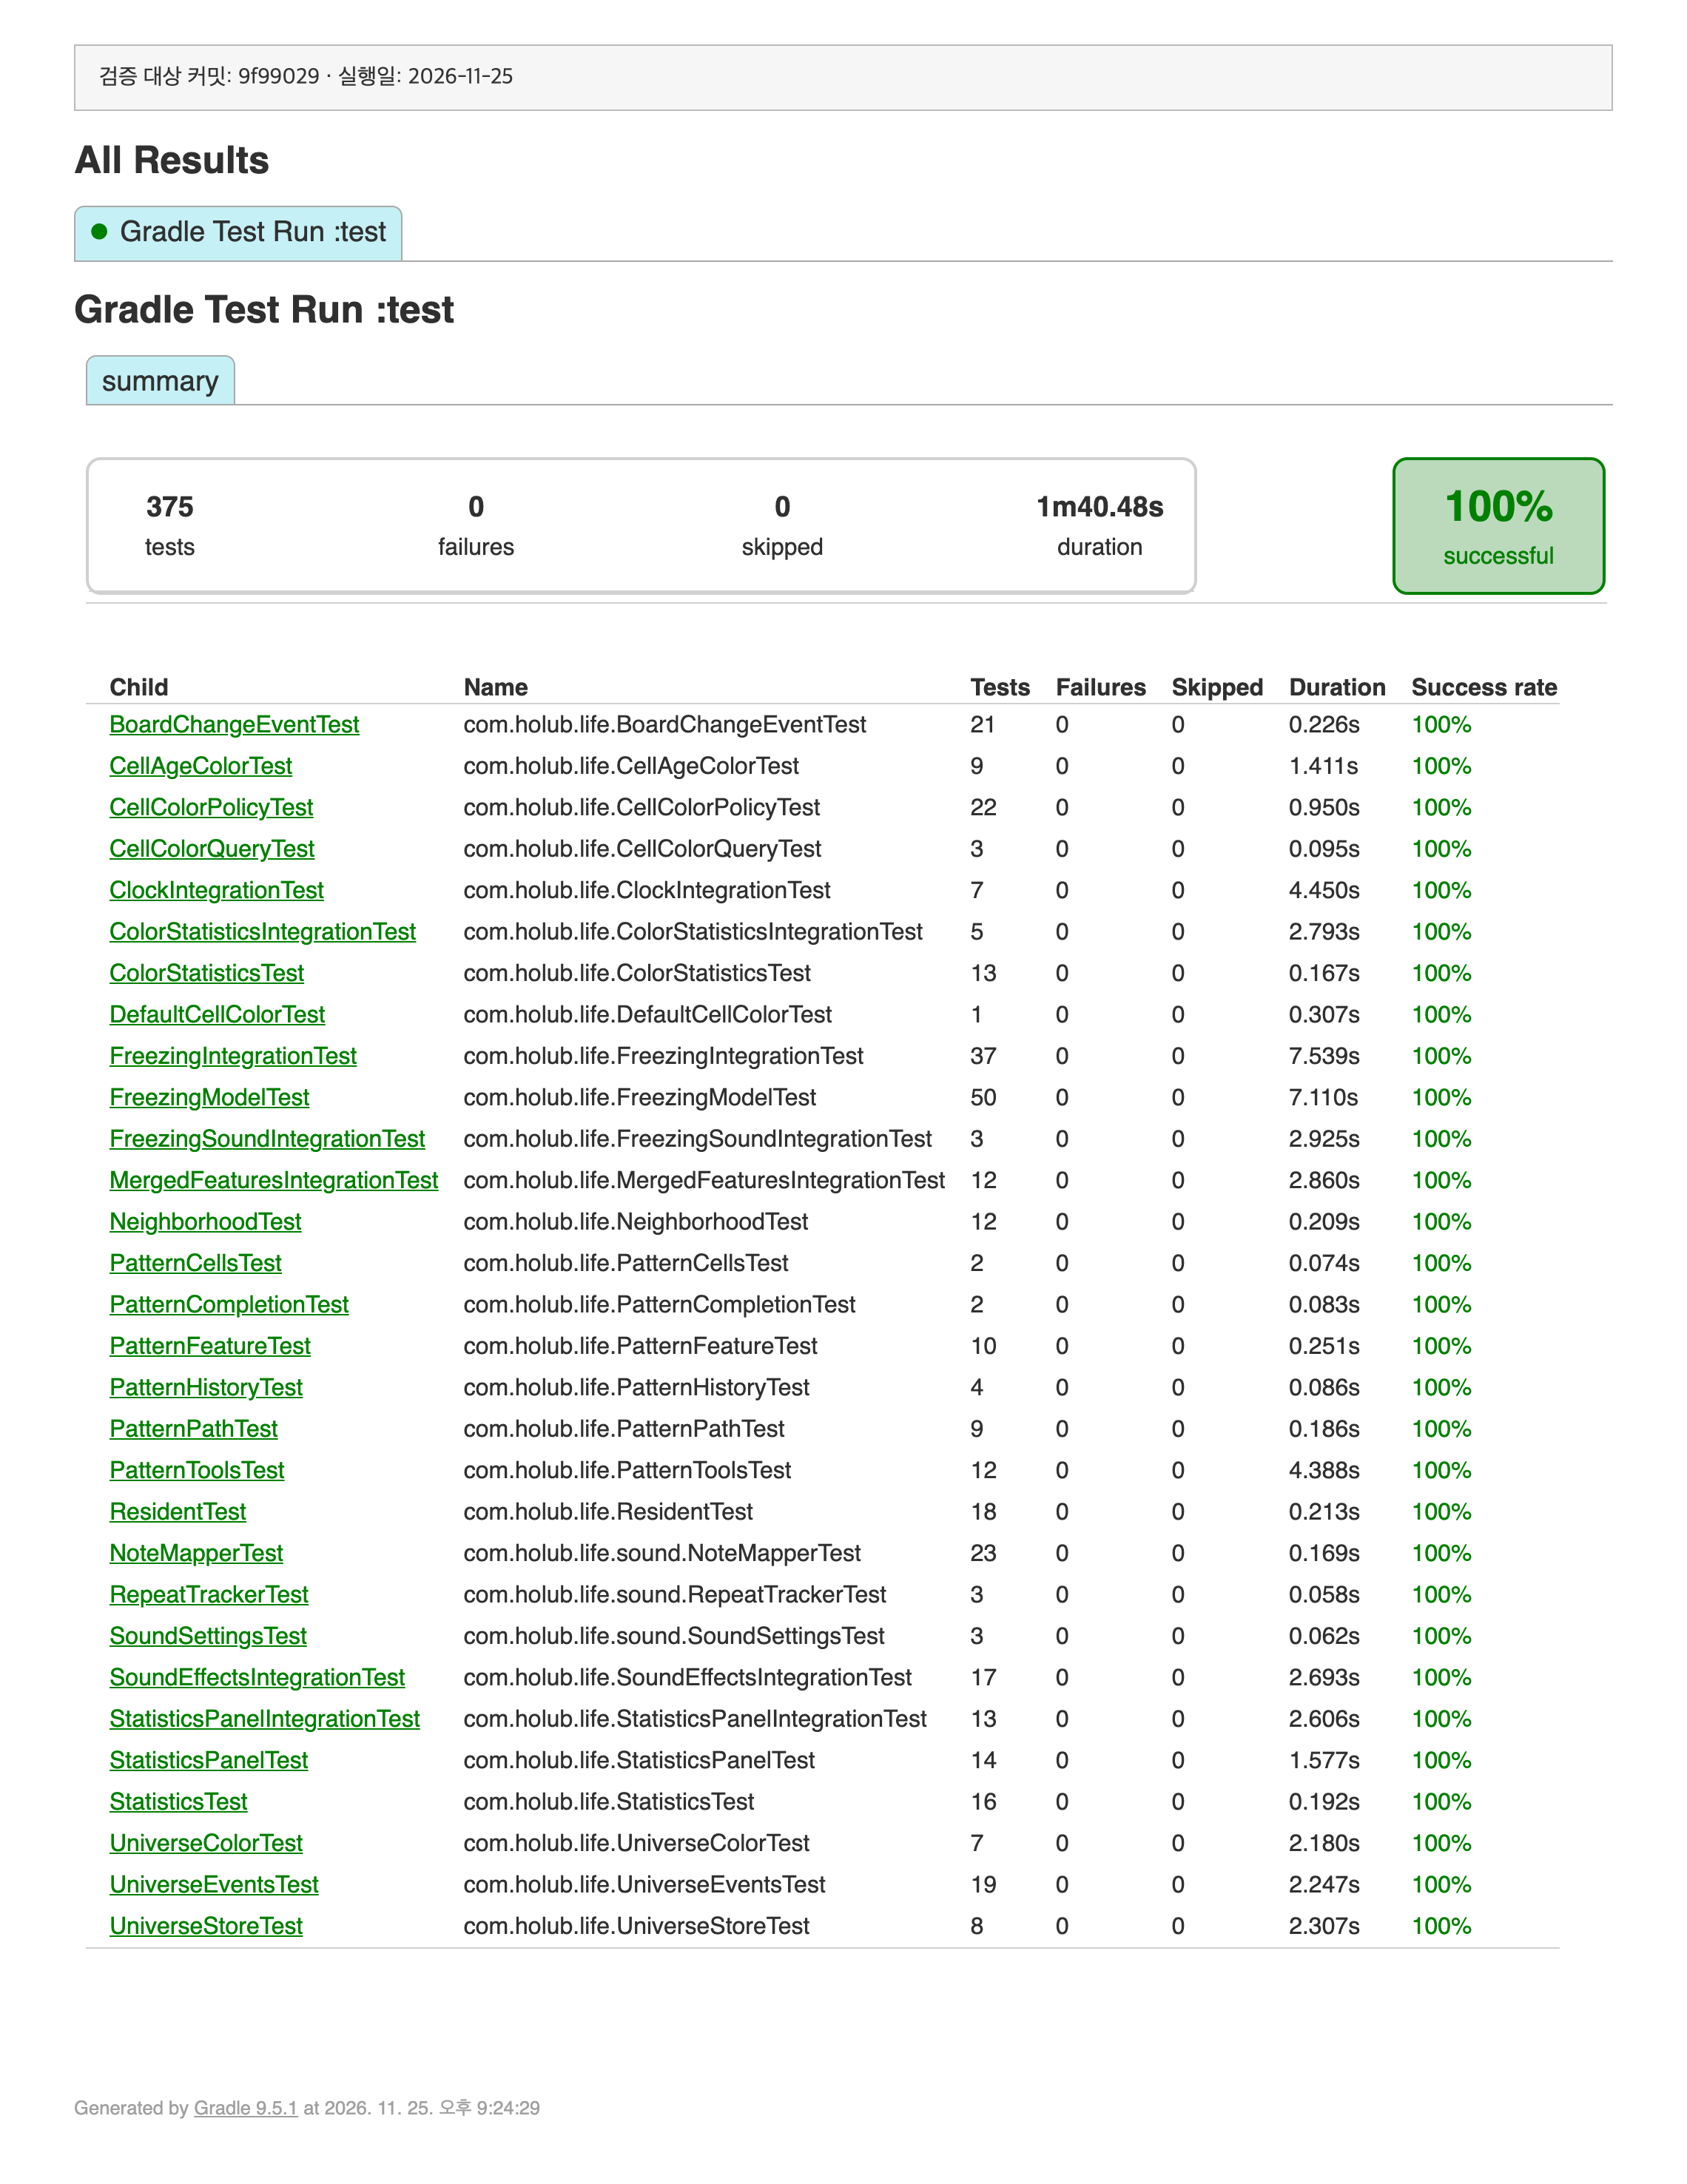 검증 대상 커밋: 9f99029 · 실행일: 2026-11-25
All Results
Gradle Test Run :test
Gradle Test Run :test
summary
375 0 0 1m40.48s 100%
tests failures skipped duration successful
Child Name Tests Failures Skipped Duration Success rate
BoardChangeEventTest com.holub.life.BoardChangeEventTest 21 0 0 0.226s 100%
CellAgeColorTest com.holub.life.CellAgeColorTest 9 0 0 1.411s 100%
CellColorPolicyTest com.holub.life.CellColorPolicyTest 22 0 0 0.950s 100%
CellColorQueryTest com.holub.life.CellColorQueryTest 3 0 0 0.095s 100%
ClockIntegrationTest com.holub.life.ClockIntegrationTest 7 0 0 4.450s 100%
ColorStatisticsIntegrationTest com.holub.life.ColorStatisticsIntegrationTest 5 0 0 2.793s 100%
ColorStatisticsTest com.holub.life.ColorStatisticsTest 13 0 0 0.167s 100%
DefaultCellColorTest com.holub.life.DefaultCellColorTest 1 0 0 0.307s 100%
FreezingIntegrationTest com.holub.life.FreezingIntegrationTest 37 0 0 7.539s 100%
FreezingModelTest com.holub.life.FreezingModelTest 50 0 0 7.110s 100%
FreezingSoundIntegrationTest com.holub.life.FreezingSoundIntegrationTest 3 0 0 2.925s 100%
MergedFeaturesIntegrationTest com.holub.life.MergedFeaturesIntegrationTest 12 0 0 2.860s 100%
NeighborhoodTest com.holub.life.NeighborhoodTest 12 0 0 0.209s 100%
PatternCellsTest com.holub.life.PatternCellsTest 2 0 0 0.074s 100%
PatternCompletionTest com.holub.life.PatternCompletionTest 2 0 0 0.083s 100%
PatternFeatureTest com.holub.life.PatternFeatureTest 10 0 0 0.251s 100%
PatternHistoryTest com.holub.life.PatternHistoryTest 4 0 0 0.086s 100%
PatternPathTest com.holub.life.PatternPathTest 9 0 0 0.186s 100%
PatternToolsTest com.holub.life.PatternToolsTest 12 0 0 4.388s 100%
ResidentTest com.holub.life.ResidentTest 18 0 0 0.213s 100%
NoteMapperTest com.holub.life.sound.NoteMapperTest 23 0 0 0.169s 100%
RepeatTrackerTest com.holub.life.sound.RepeatTrackerTest 3 0 0 0.058s 100%
SoundSettingsTest com.holub.life.sound.SoundSettingsTest 3 0 0 0.062s 100%
SoundEffectsIntegrationTest com.holub.life.SoundEffectsIntegrationTest 17 0 0 2.693s 100%
StatisticsPanelIntegrationTest com.holub.life.StatisticsPanelIntegrationTest 13 0 0 2.606s 100%
StatisticsPanelTest com.holub.life.StatisticsPanelTest 14 0 0 1.577s 100%
StatisticsTest com.holub.life.StatisticsTest 16 0 0 0.192s 100%
UniverseColorTest com.holub.life.UniverseColorTest 7 0 0 2.180s 100%
UniverseEventsTest com.holub.life.UniverseEventsTest 19 0 0 2.247s 100%
UniverseStoreTest com.holub.life.UniverseStoreTest 8 0 0 2.307s 100%
Generated by Gradle 9.5.1 at 2026. 11. 25. 오후 9:24:29